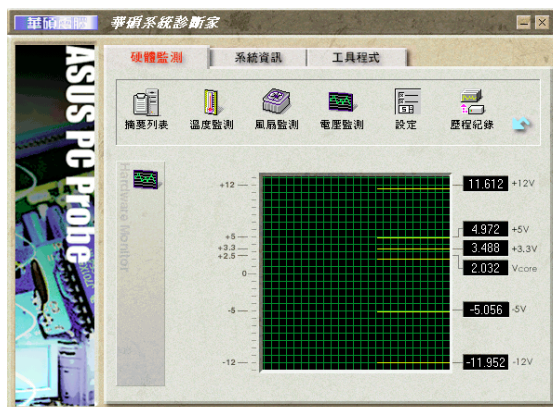 華碩電腦 華碩系統診斷家
ASUS PC Probe
硬體監測 系統資訊 工具程式
摘要列表 溫度監測 風扇監測 電壓監測 設定 歷程紀錄
Hardware Monitor
+12 11.612 +12V
+5 4.972 +5V
+3.3 3.488 +3.3V
+2.5 2.032 Vcore
0
-5 -5.056 -5V
-12 -11.952 -12V